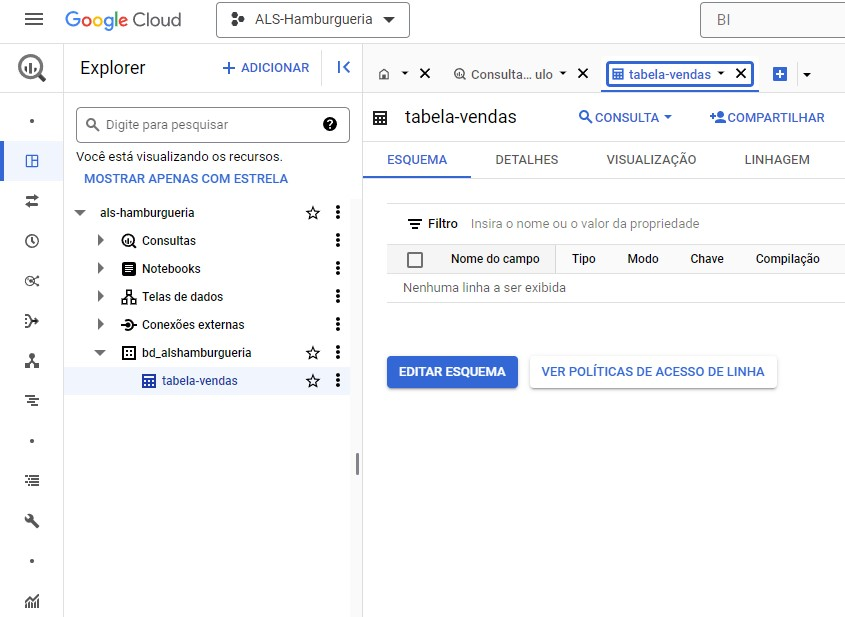 Google Cloud
ALS-Hamburgueria
BI
Explorer
+ ADICIONAR
Consulta... ulo
tabela-vendas
Digite para pesquisar
Você está visualizando os recursos.
MOSTRAR APENAS COM ESTRELA
als-hamburgueria
Consultas
Notebooks
Telas de dados
Conexões externas
bd_alshamburgueria
tabela-vendas
tabela-vendas
CONSULTA
COMPARTILHAR
ESQUEMA DETALHES VISUALIZAÇÃO LINHAGEM
Filtro Insira o nome ou o valor da propriedade
Nome do campo Tipo Modo Chave Compilação
Nenhuma linha a ser exibida
EDITAR ESQUEMA
VER POLÍTICAS DE ACESSO DE LINHA